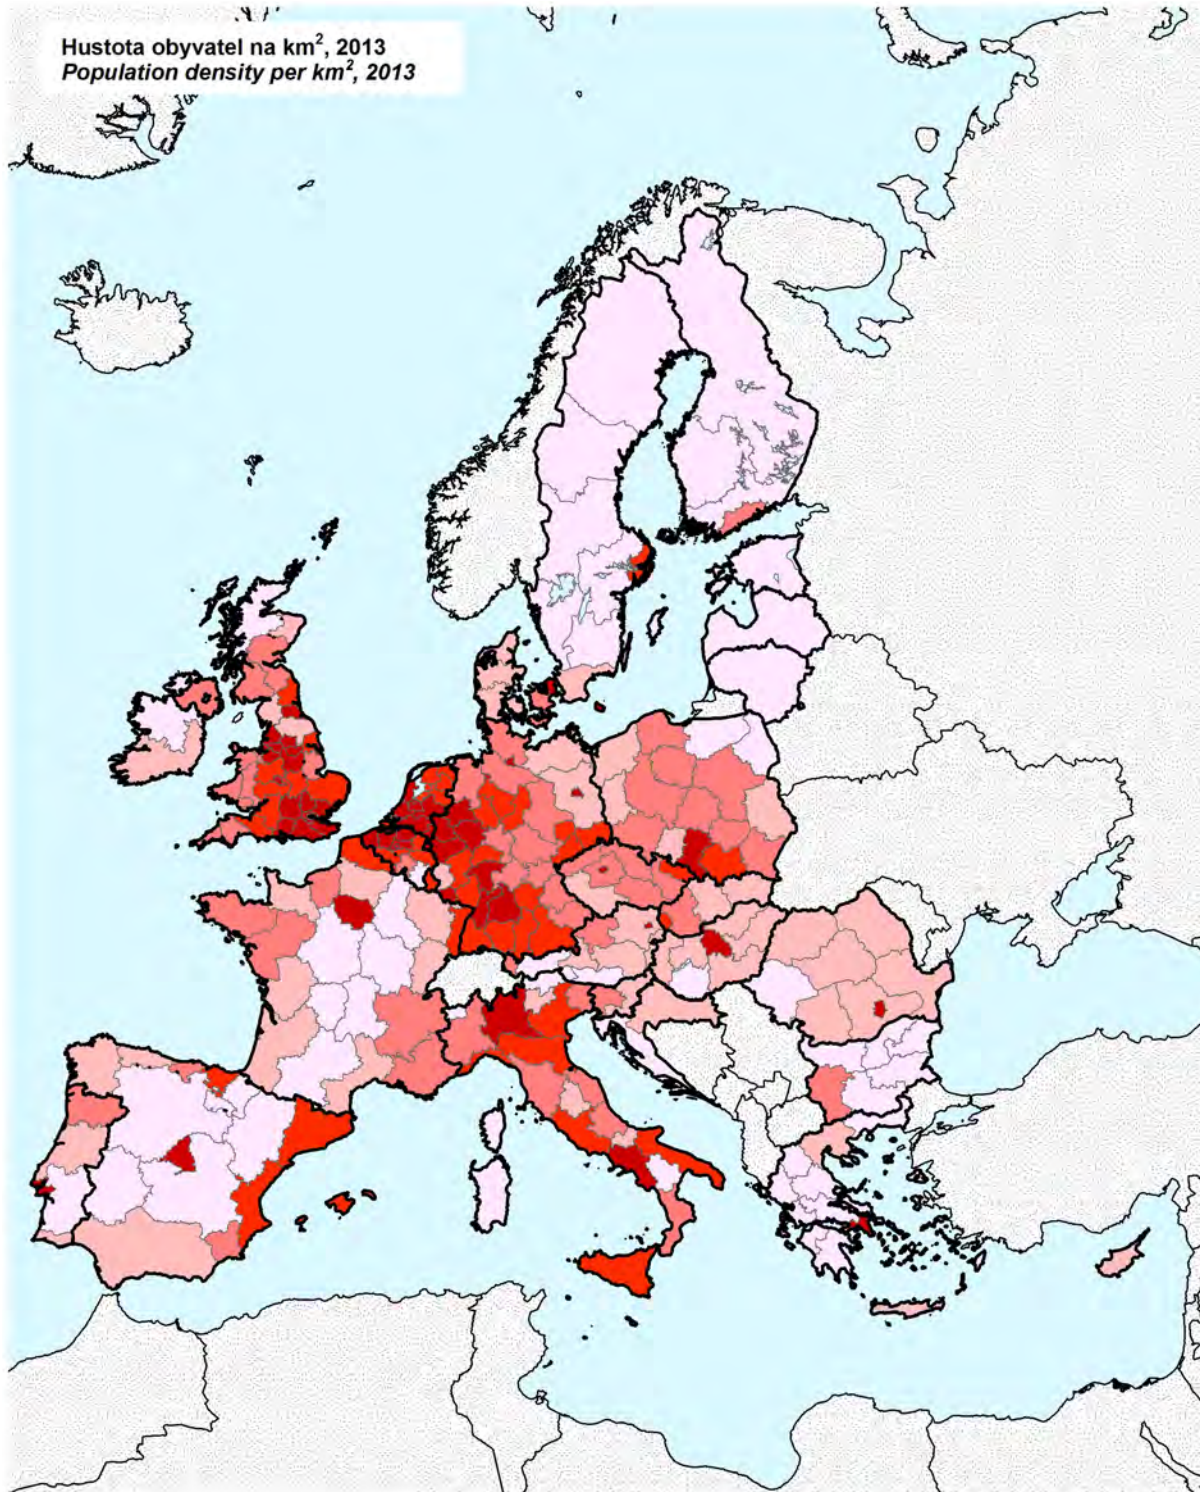 Hustota obyvatel na km², 2013
Population density per km², 2013